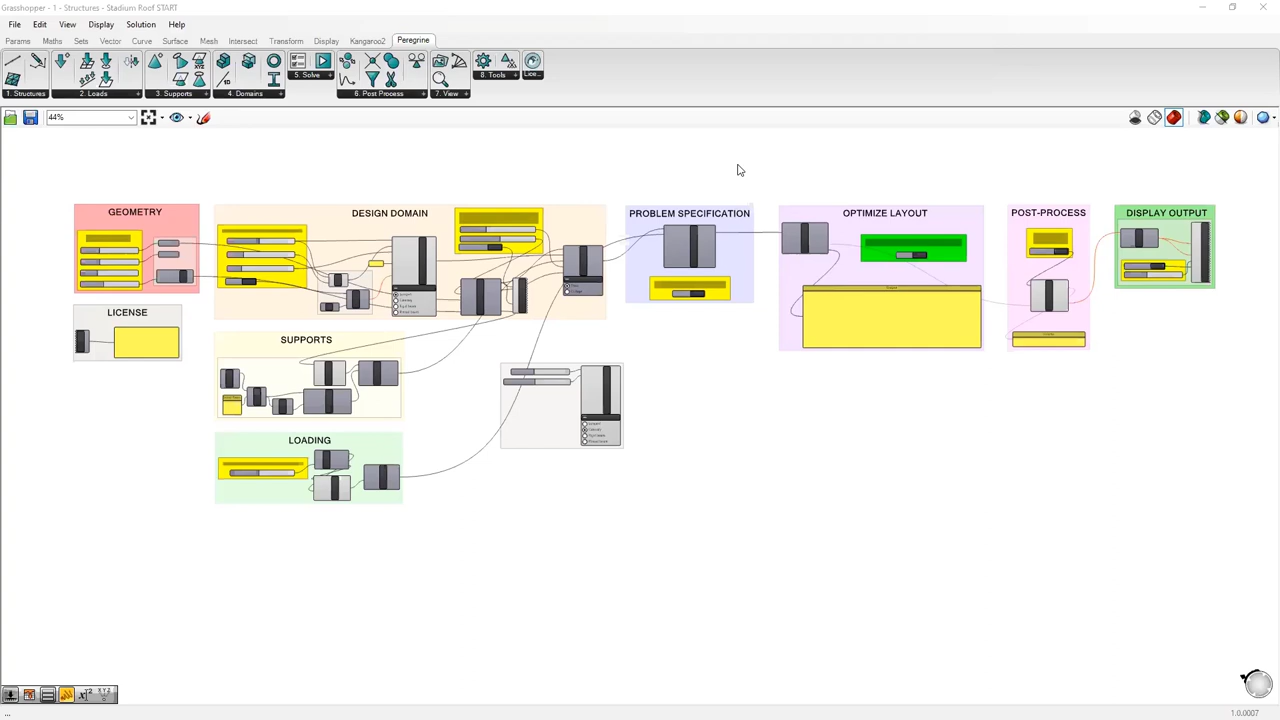 Grasshopper - 1 - Structures - Stadium Roof START
File Edit View Display Solution Help
Params Maths Sets Vector Curve Surface Mesh Intersect Transform Display Kangaroo2 Peregrine
1. Structures 2. Loads 3. Supports 4. Domains 5. Solve 6. Post Process 7. View 8. Tools Lice...
44%
GEOMETRY
DESIGN DOMAIN
PROBLEM SPECIFICATION
OPTIMIZE LAYOUT
POST-PROCESS
DISPLAY OUTPUT
LICENSE
SUPPORTS
LOADING
...
1.0.0007